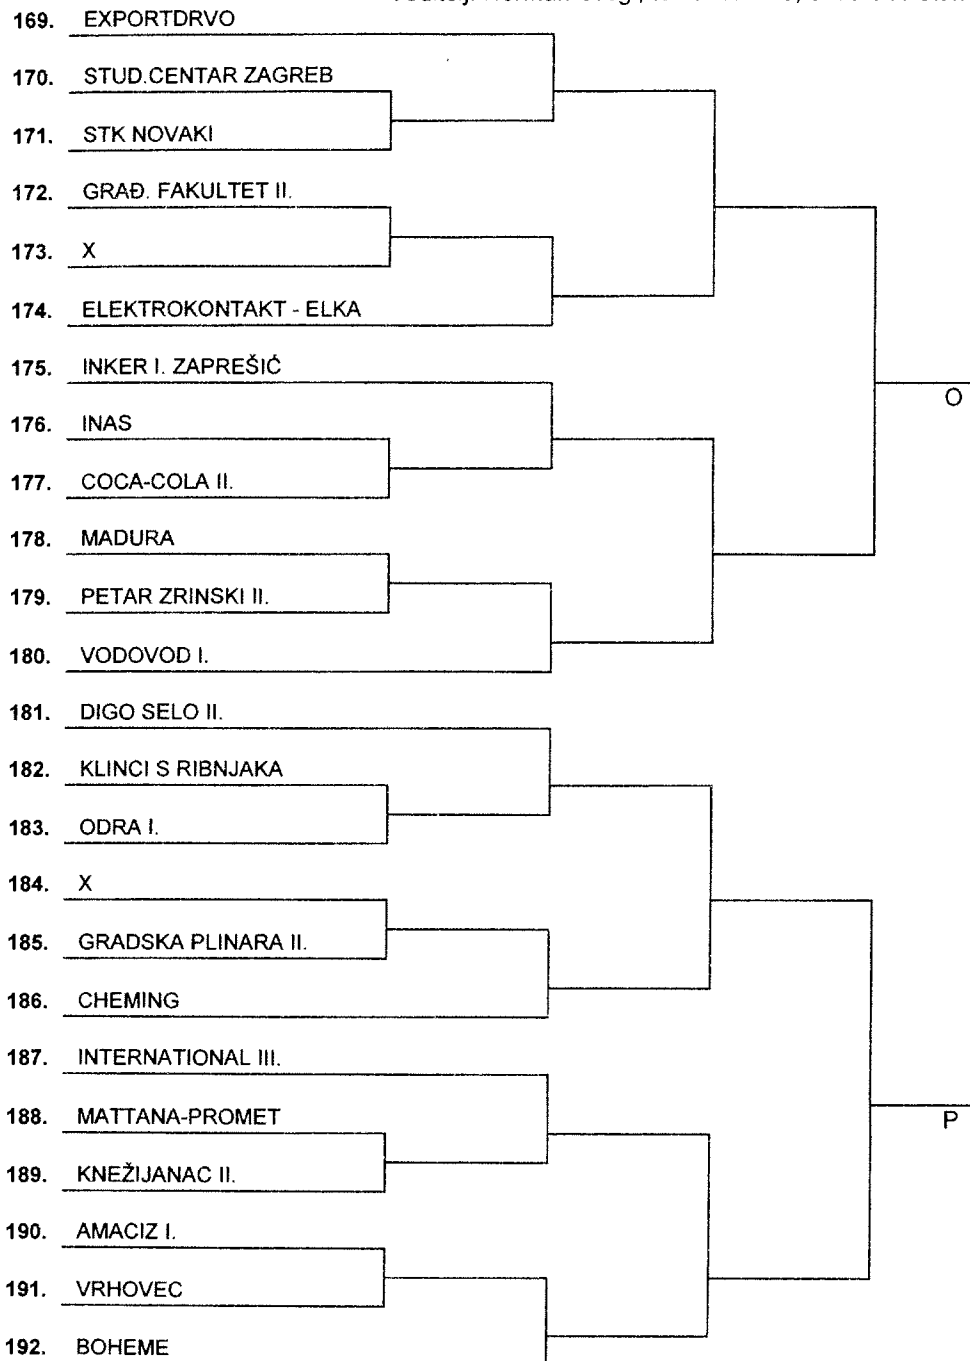 169. EXPORTDRVO
170. STUD.CENTAR ZAGREB
171. STK NOVAKI
172. GRAĐ. FAKULTET II.
173. X
174. ELEKTROKONTAKT - ELKA
175. INKER I. ZAPREŠIĆ
O
176. INAS
177. COCA-COLA II.
178. MADURA
179. PETAR ZRINSKI II.
180. VODOVOD I.
181. DIGO SELO II.
182. KLINCI S RIBNJAKA
183. ODRA I.
184. X
185. GRADSKA PLINARA II.
186. CHEMING
187. INTERNATIONAL III.
188. MATTANA-PROMET
P
189. KNEŽIJANAC II.
190. AMACIZ I.
191. VRHOVEC
192. BOHEME